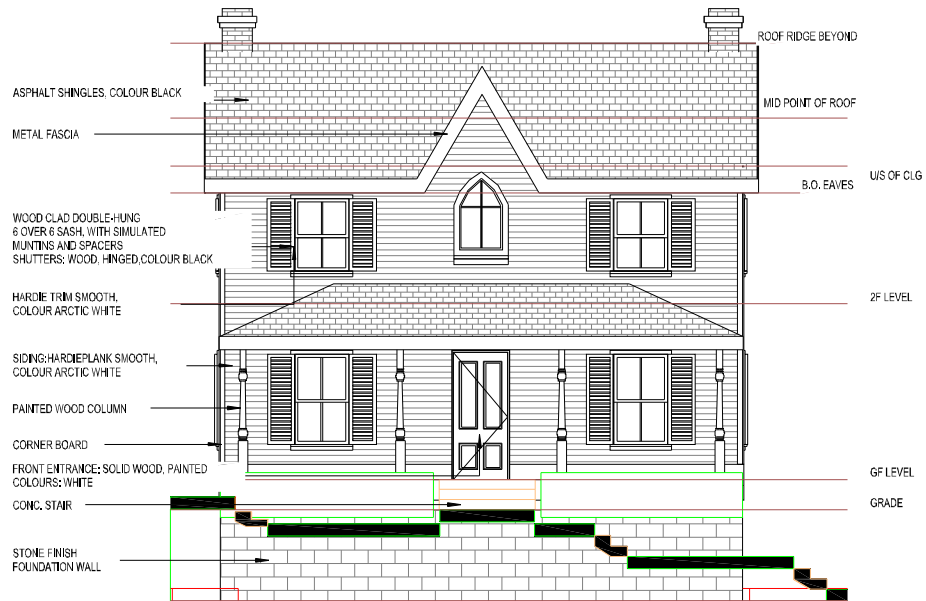 ROOF RIDGE BEYOND
ASPHALT SHINGLES, COLOUR BLACK
MID POINT OF ROOF
METAL FASCIA
U/S OF CLG
B.O. EAVES
WOOD CLAD DOUBLE-HUNG
6 OVER 6 SASH, WITH SIMULATED
MUNTINS AND SPACERS
SHUTTERS: WOOD, HINGED,COLOUR BLACK
HARDIE TRIM SMOOTH,
COLOUR ARCTIC WHITE
2F LEVEL
SIDING:HARDIEPLANK SMOOTH,
COLOUR ARCTIC WHITE
PAINTED WOOD COLUMN
CORNER BOARD
FRONT ENTRANCE: SOLID WOOD, PAINTED
COLOURS: WHITE
GF LEVEL
CONC. STAIR
GRADE
STONE FINISH
FOUNDATION WALL